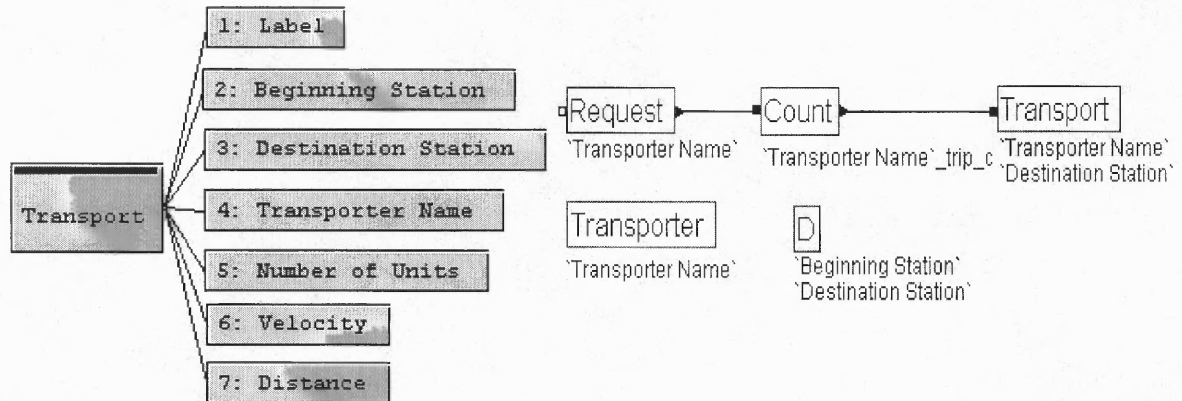 Transport
1: Label
2: Beginning Station
3: Destination Station
4: Transporter Name
5: Number of Units
6: Velocity
7: Distance
Request
`Transporter Name`
Count
`Transporter Name`_trip_c
Transport
`Transporter Name`
`Destination Station`
Transporter
`Transporter Name`
D
`Beginning Station`
`Destination Station`